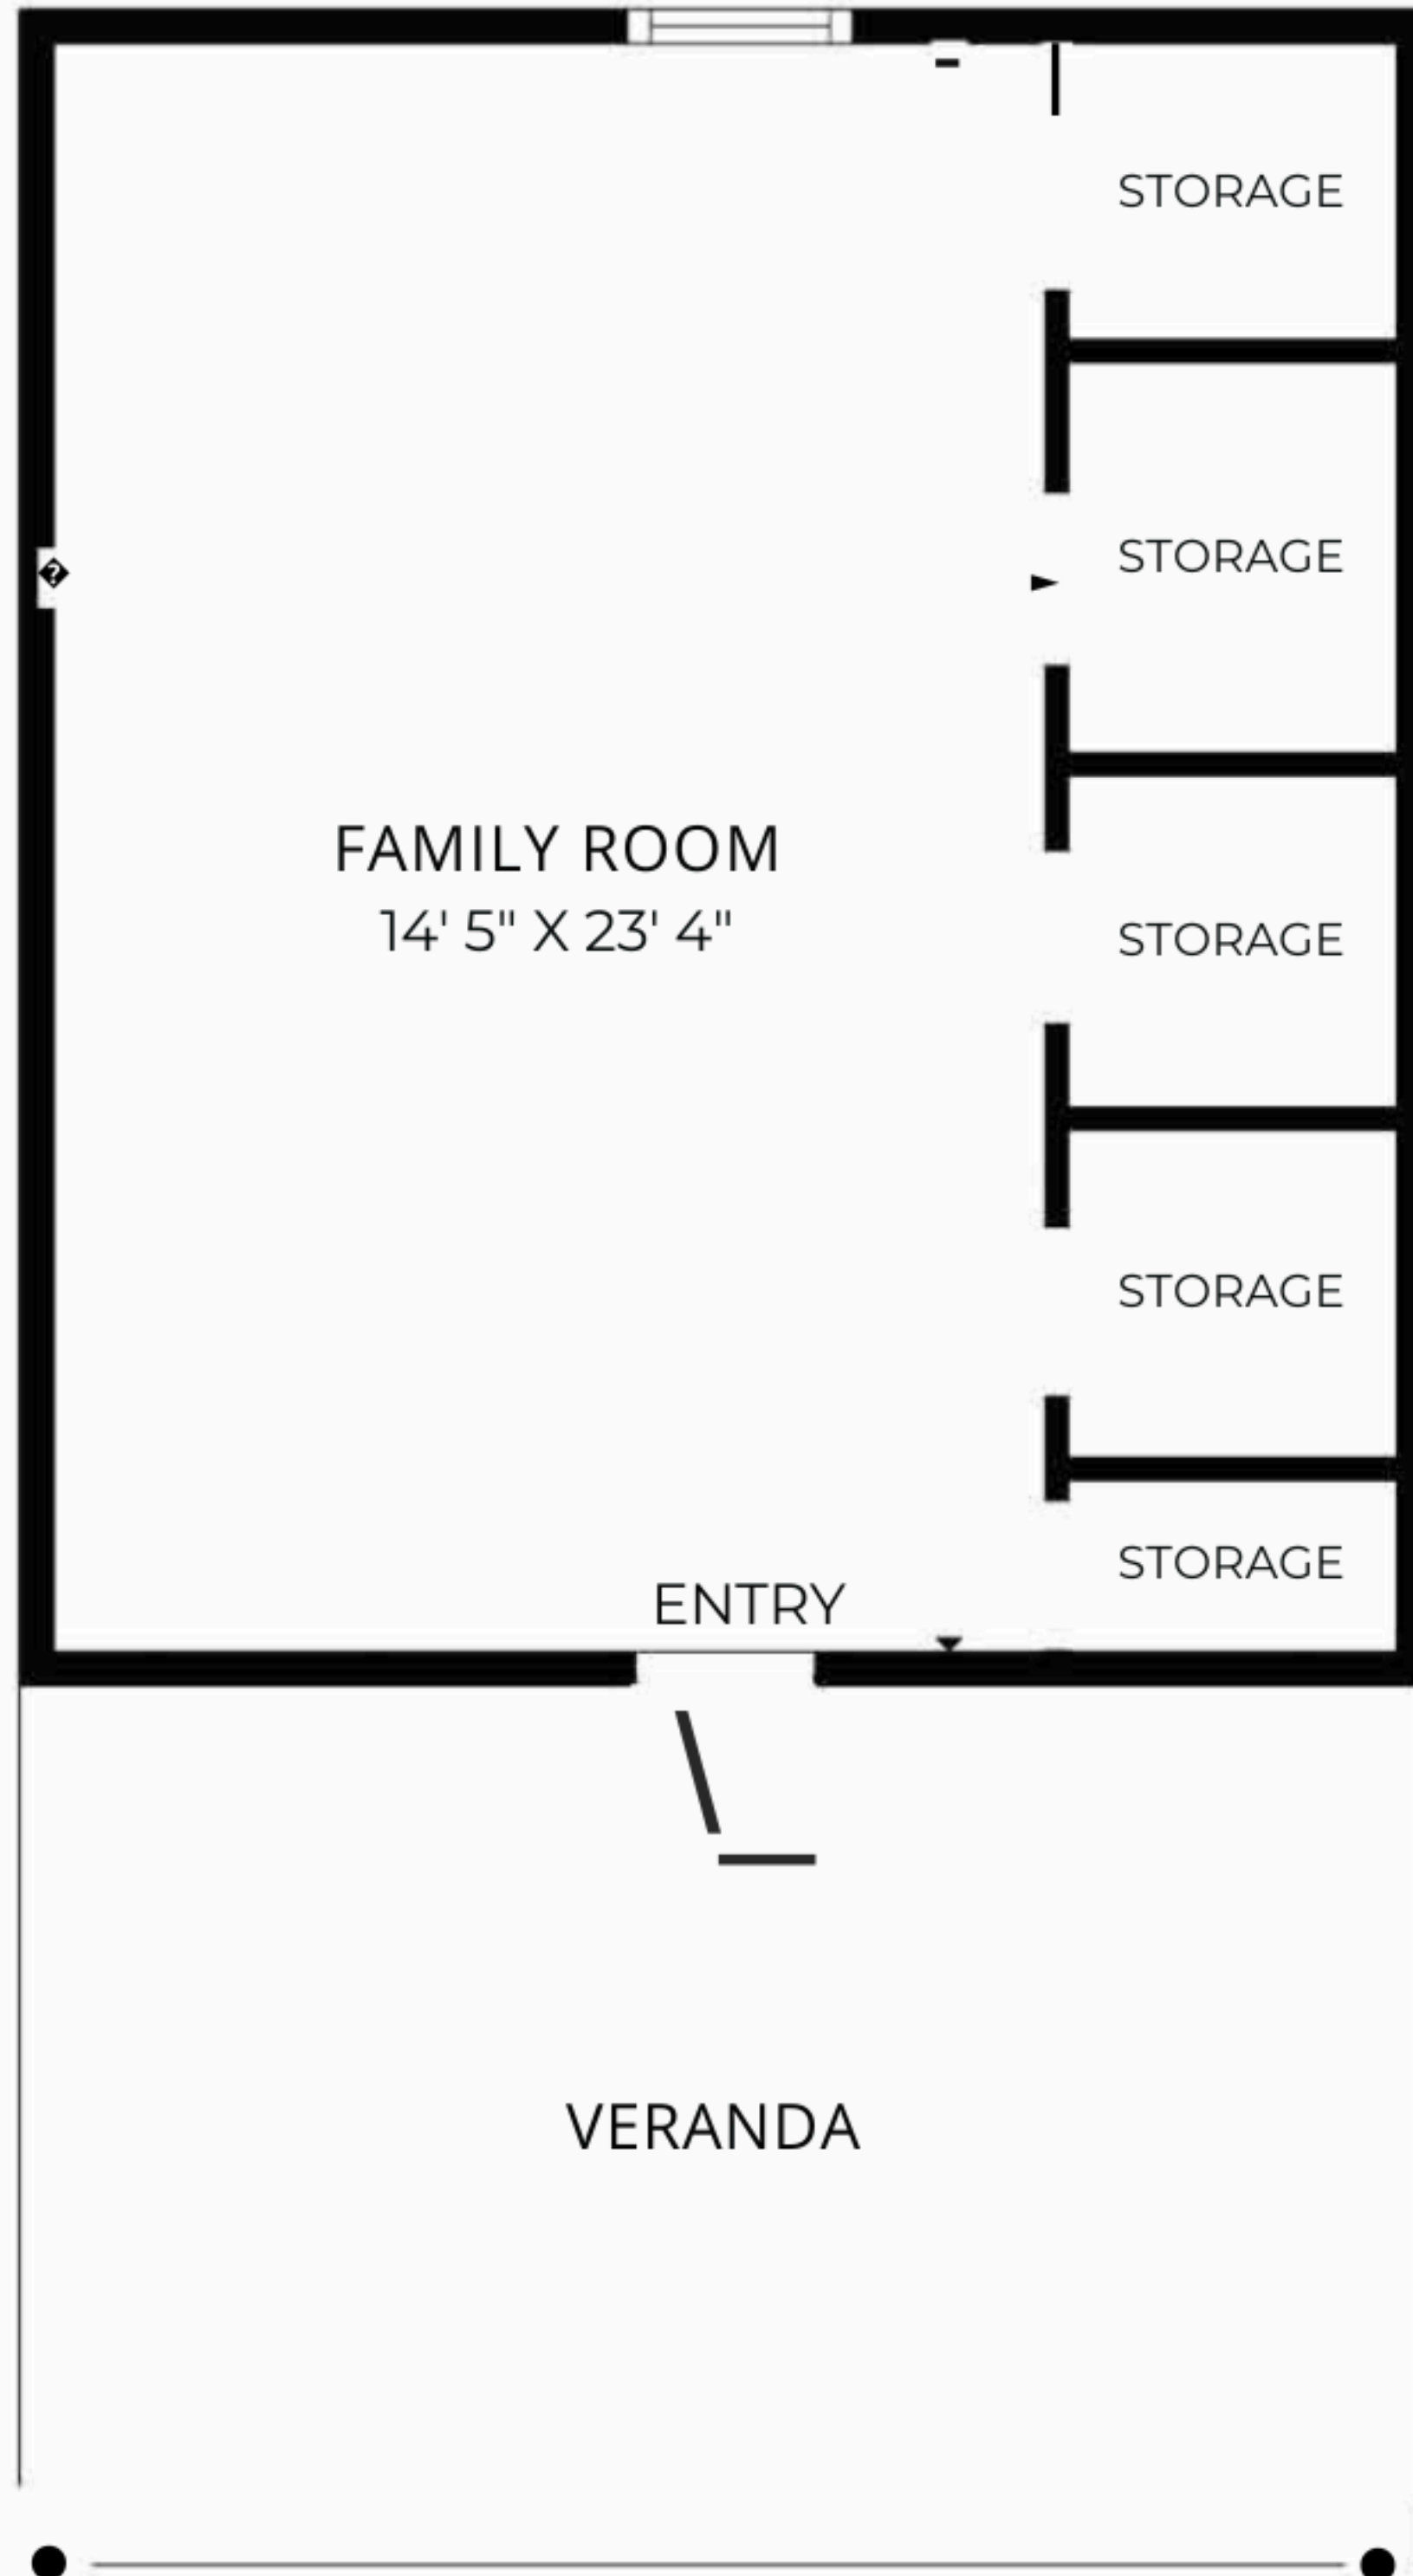 STORAGE
STORAGE
FAMILY ROOM
14' 5" X 23' 4"
STORAGE
STORAGE
STORAGE
ENTRY
VERANDA